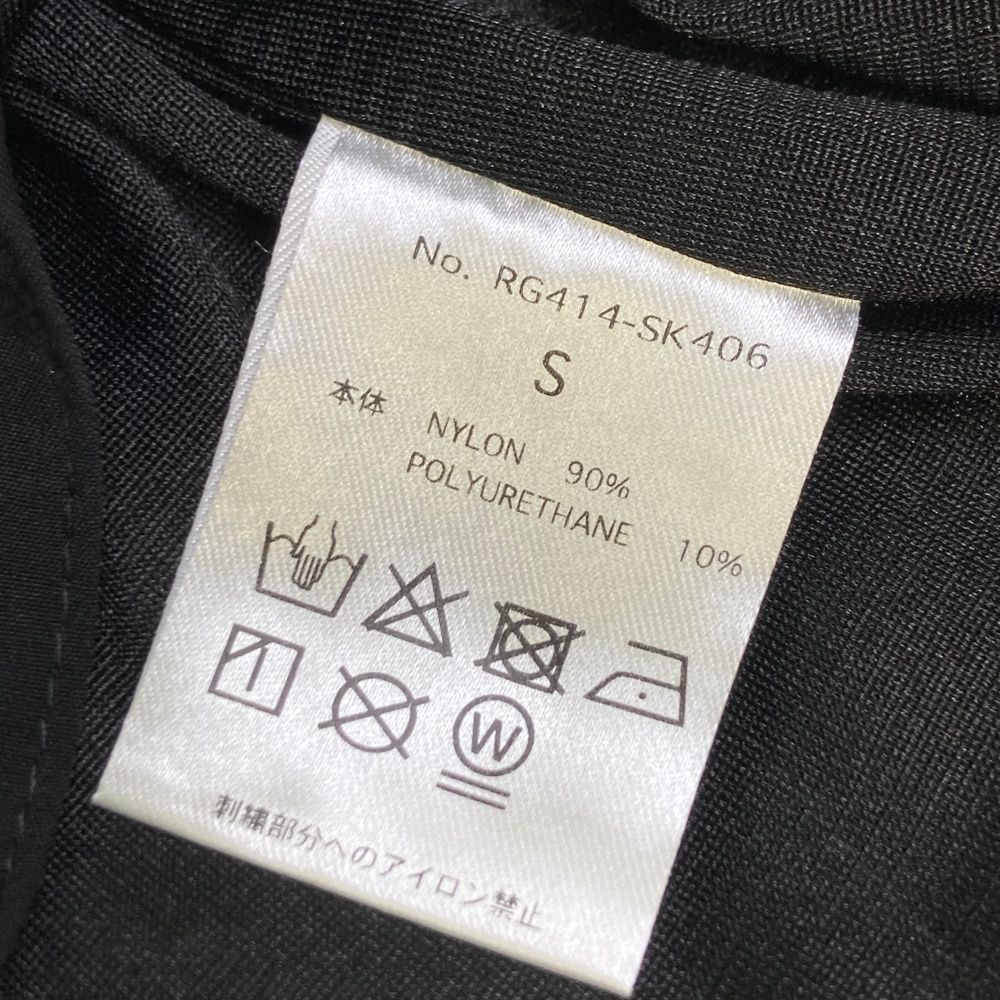 No. RG414-SK406
S
本体 NYLON 90%
POLYURETHANE 10%
W
刺繍部分へのアイロン禁止